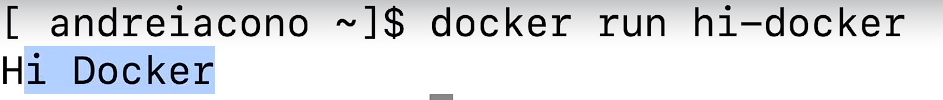 [ andreiacono ~]$ docker run hi-docker
Hi Docker